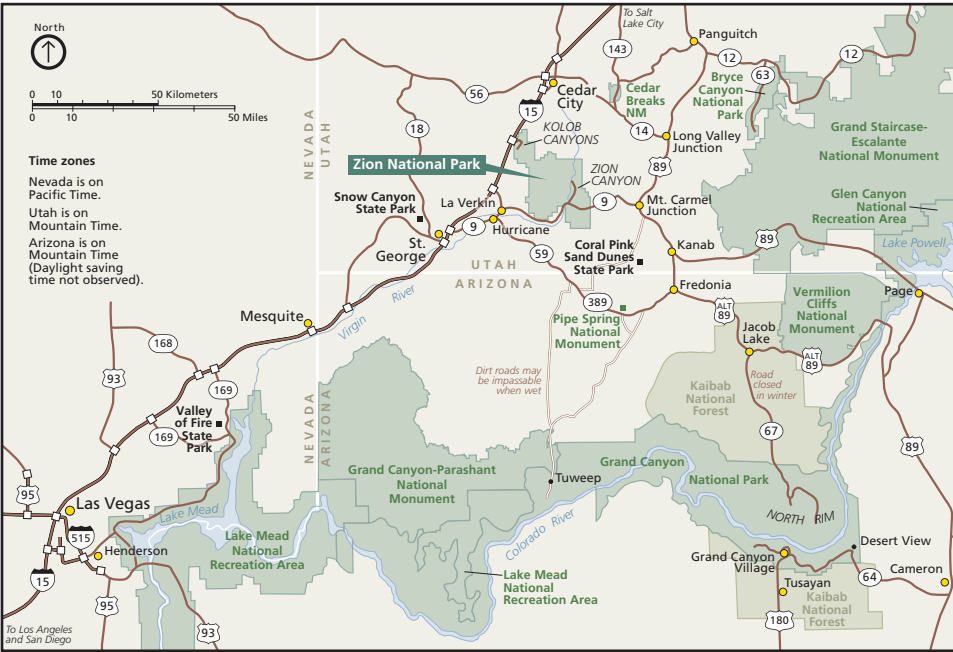 North
0 10 50 Kilometers
0 10 50 Miles
Time zones
Nevada is on
Pacific Time.
Utah is on
Mountain Time.
Arizona is on
Mountain Time
(Daylight saving
time not observed).
To Salt
Lake City
143
Panguitch
12
12
63
Bryce
Canyon
National
Park
56
Cedar
City
15
Cedar
Breaks
NM
18
NEVADA
UTAH
KOLOB
CANYONS
14
Long Valley
Junction
Grand Staircase-
Escalante
National Monument
Zion National Park
ZION
CANYON
89
Snow Canyon
State Park
La Verkin
9
Mt. Carmel
Junction
Glen Canyon
National
Recreation Area
9
Hurricane
St.
George
59
Coral Pink
Sand Dunes
State Park
Kanab
89
Lake Powell
UTAH
ARIZONA
Fredonia
Page
Virgin
River
389
Pipe Spring
National
Monument
ALT
89
Vermilion
Cliffs
National
Monument
Mesquite
Jacob
Lake
ALT
89
168
93
169
Dirt roads may
be impassable
when wet
Kaibab
National
Forest
Road
closed
in winter
Valley
of Fire
State
Park
169
NEVADA
ARIZONA
67
89
Grand Canyon-Parashant
National
Monument
Grand Canyon
National Park
Tuweep
95
Las Vegas
Lake Mead
NORTH RIM
515
Henderson
Lake Mead
National
Recreation Area
Colorado River
Desert View
Grand Canyon
Village
15
Lake Mead
National
Recreation Area
Tusayan
64
Cameron
95
Kaibab
National
Forest
To Los Angeles
and San Diego
93
180